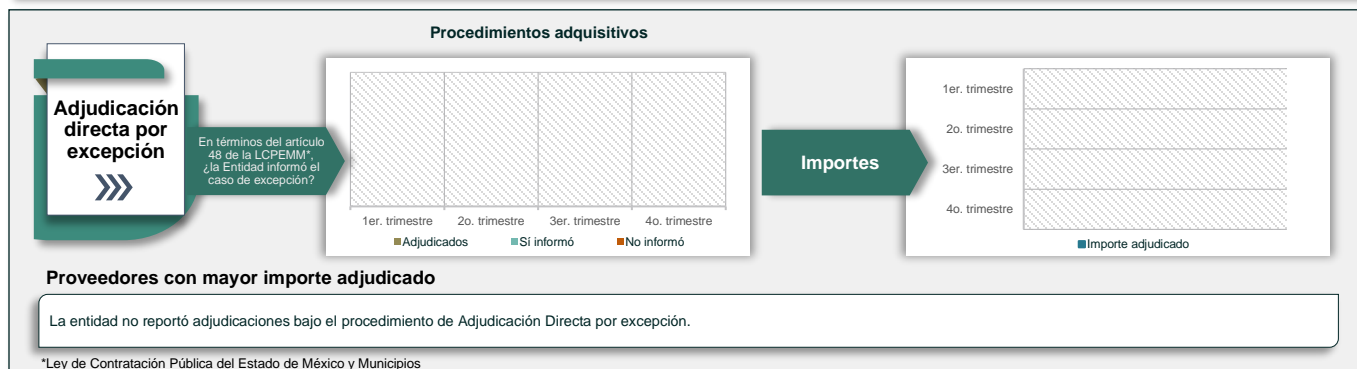 Procedimientos adquisitivos
Adjudicación
directa por
excepción
En términos del artículo
48 de la LCPEMM*,
¿la Entidad informó el
caso de excepción?
1er. trimestre 2o. trimestre 3er. trimestre 4o. trimestre
Adjudicados Sí informó No informó
Importes
1er. trimestre
2o. trimestre
3er. trimestre
4o. trimestre
Importe adjudicado
Proveedores con mayor importe adjudicado
La entidad no reportó adjudicaciones bajo el procedimiento de Adjudicación Directa por excepción.
*Ley de Contratación Pública del Estado de México y Municipios